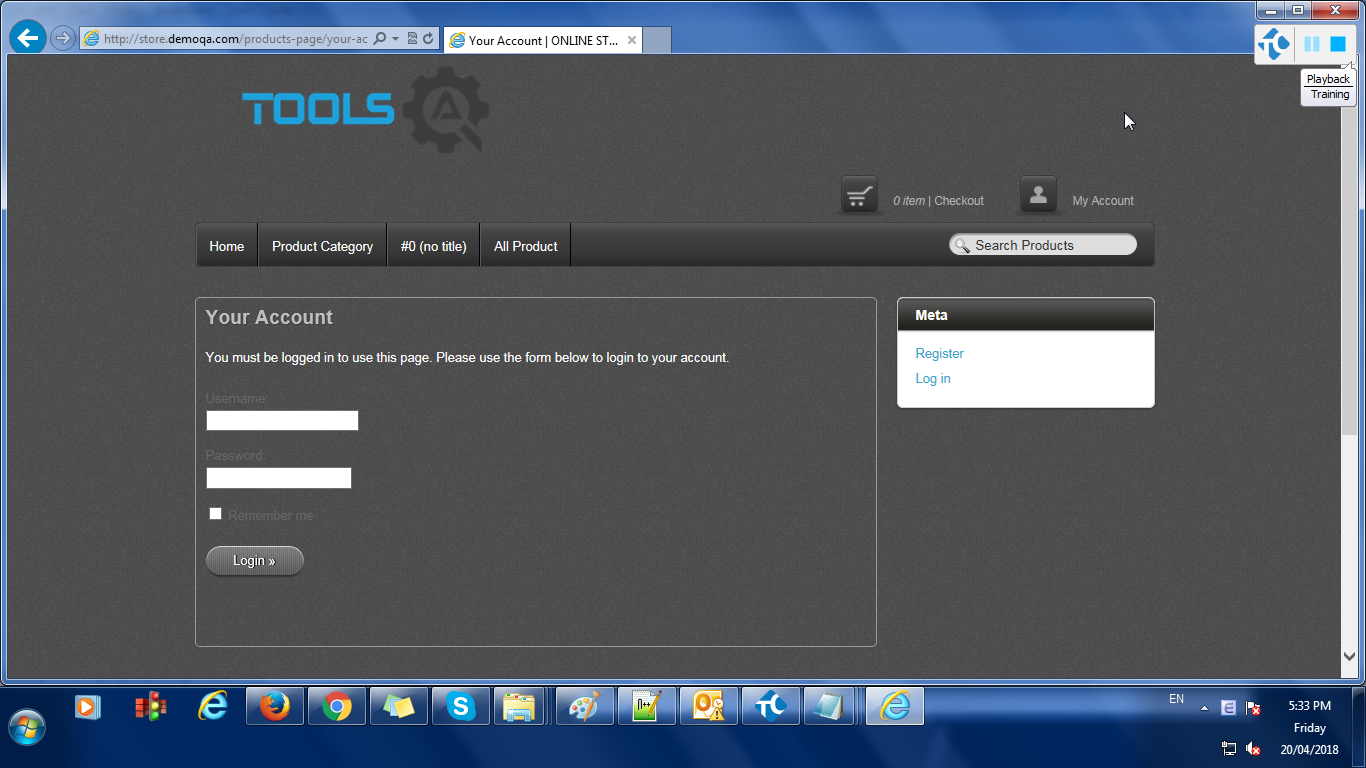 http://store.demoqa.com/products-page/your-ac
Your Account | ONLINE ST...
Playback
Training
TOOLS QA
0 item | Checkout
My Account
Home
Product Category
#0 (no title)
All Product
Search Products
Your Account
You must be logged in to use this page. Please use the form below to login to your account.
Username:
Password:
Remember me
Login »
Meta
Register
Log in
EN
5:33 PM
Friday
20/04/2018